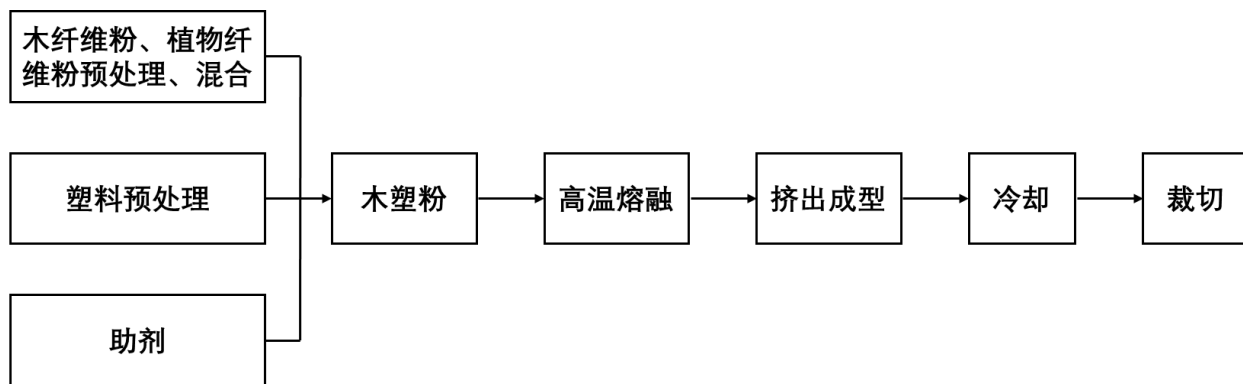 木纤维粉、植物纤
维粉预处理、混合
塑料预处理
助剂
木塑粉
高温熔融
挤出成型
冷却
裁切